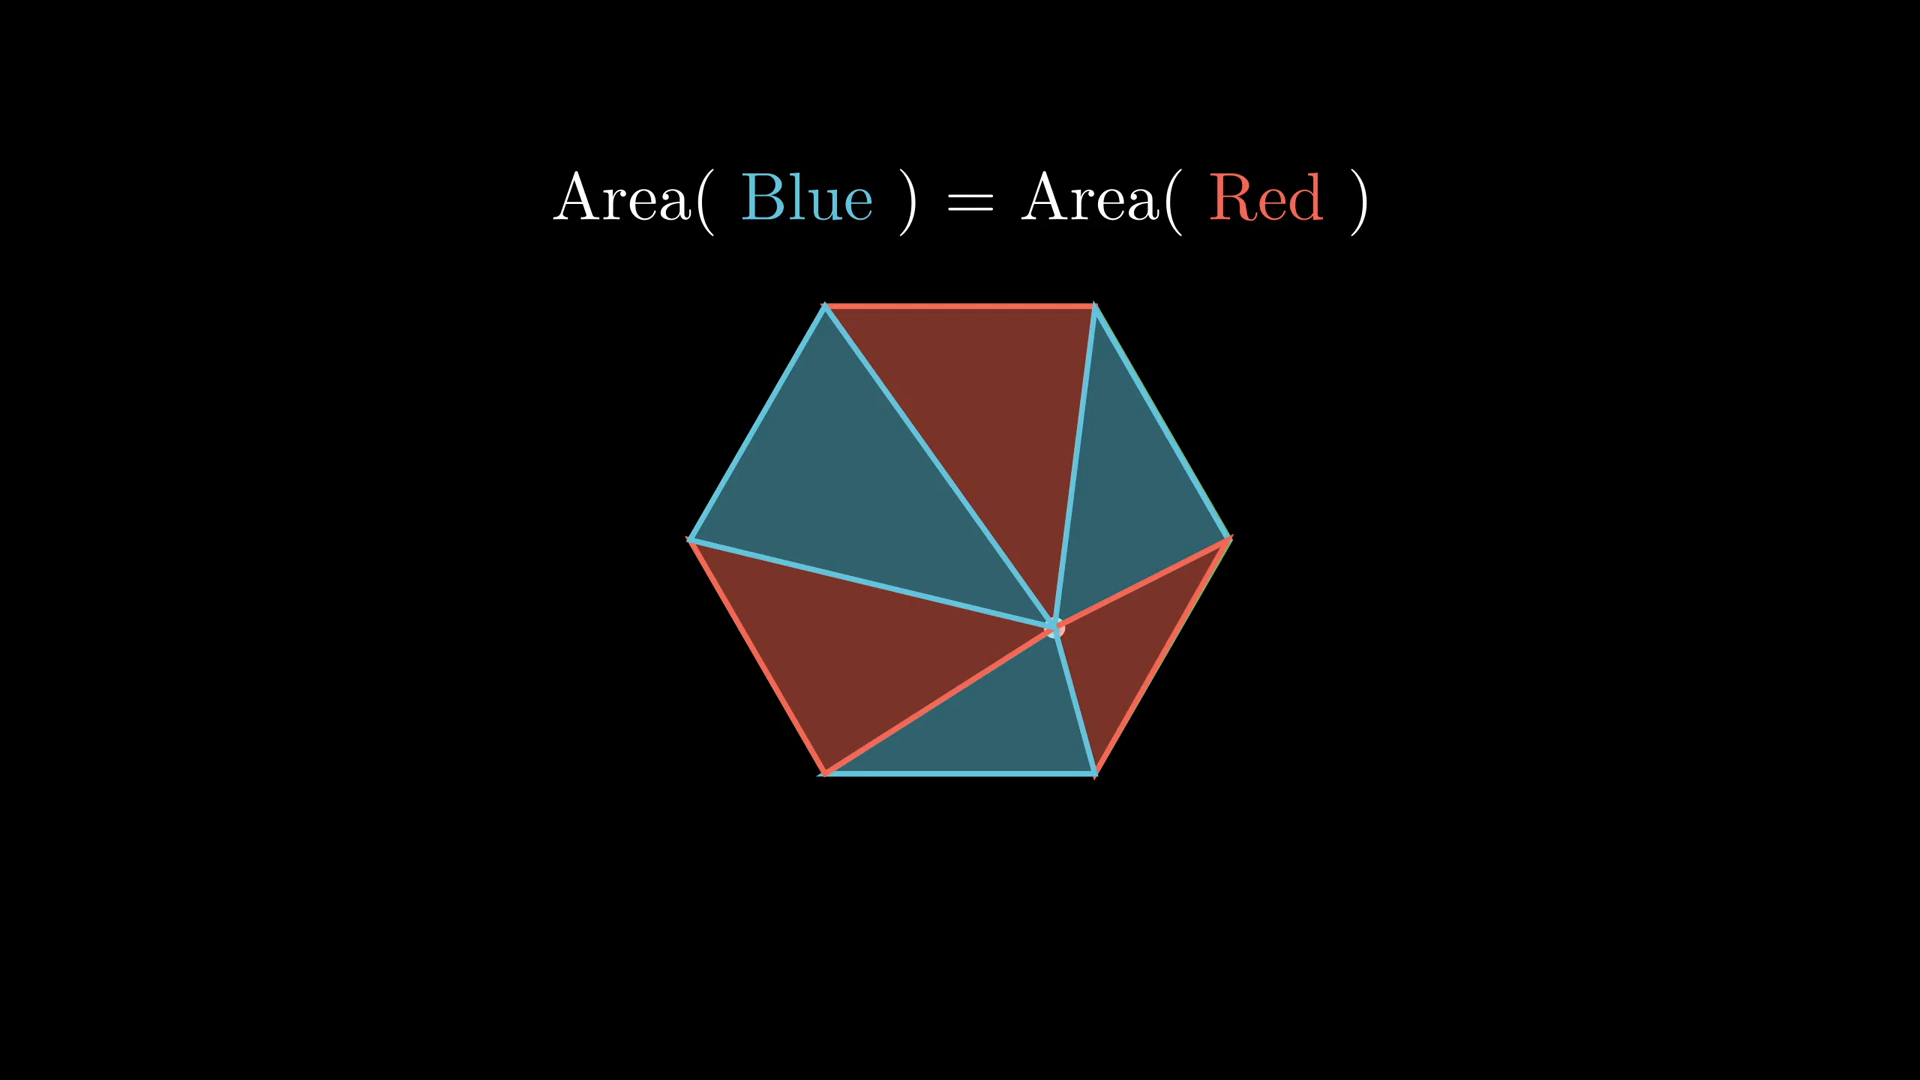 Area( Blue ) = Area( Red )